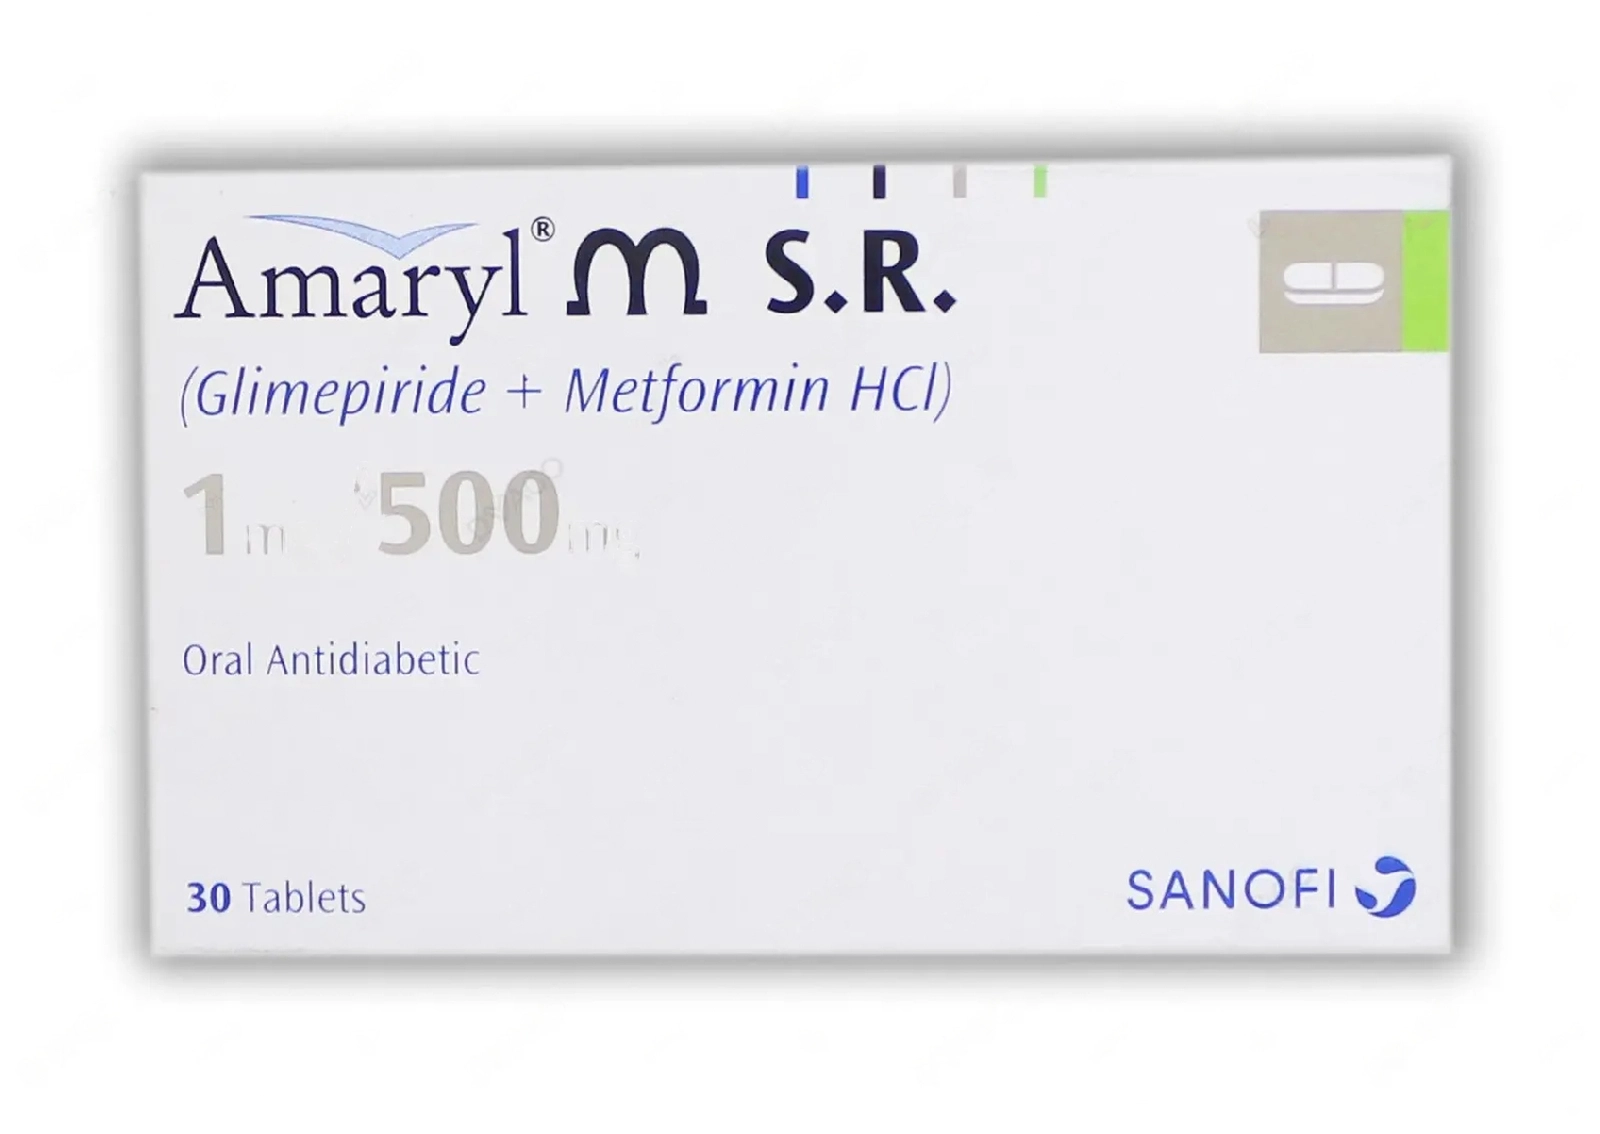 Amaryl® M S.R.
(Glimepiride + Metformin HCl)
1 500
Oral Antidiabetic
30 Tablets
SANOFI